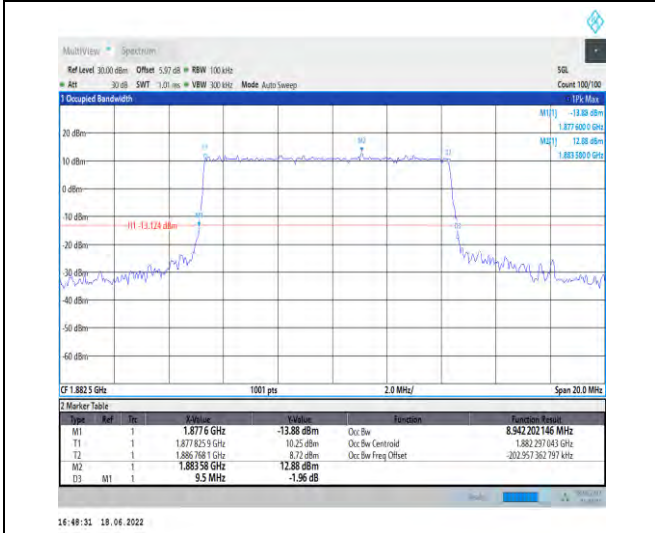 MultiView Spectrum
Ref Level 30.00 dBm Offset 5.97 dB RBW 100 kHz SGL
Att 30 dB SWT 1.01 ms VBW 300 kHz Mode Auto Sweep Count 100/100
1 Occupied Bandwidth 1Pk Max
M1[1] -13.88 dBm
1.877 600 0 GHz
M2[1] 12.88 dBm
1.883 580 0 GHz
20 dBm
T1 M2 T2
10 dBm
0 dBm
-10 dBm
M1 D3
H1 -13.124 dBm
-20 dBm
-30 dBm
-40 dBm
-50 dBm
-60 dBm
CF 1.882 5 GHz 1001 pts 2.0 MHz/ Span 20.0 MHz
2 Marker Table
Type Ref Trc X-Value Y-Value Function Function Result
M1 1 1.877 6 GHz -13.88 dBm Occ Bw 8.942 202 146 MHz
T1 1 1.877 825 9 GHz 10.25 dBm Occ Bw Centroid 1.882 297 043 GHz
T2 1 1.886 768 1 GHz 8.72 dBm Occ Bw Freq Offset -202.957 362 797 kHz
M2 1 1.883 58 GHz 12.88 dBm
D3 M1 1 9.5 MHz -1.96 dB
16:48:31 18.06.2022